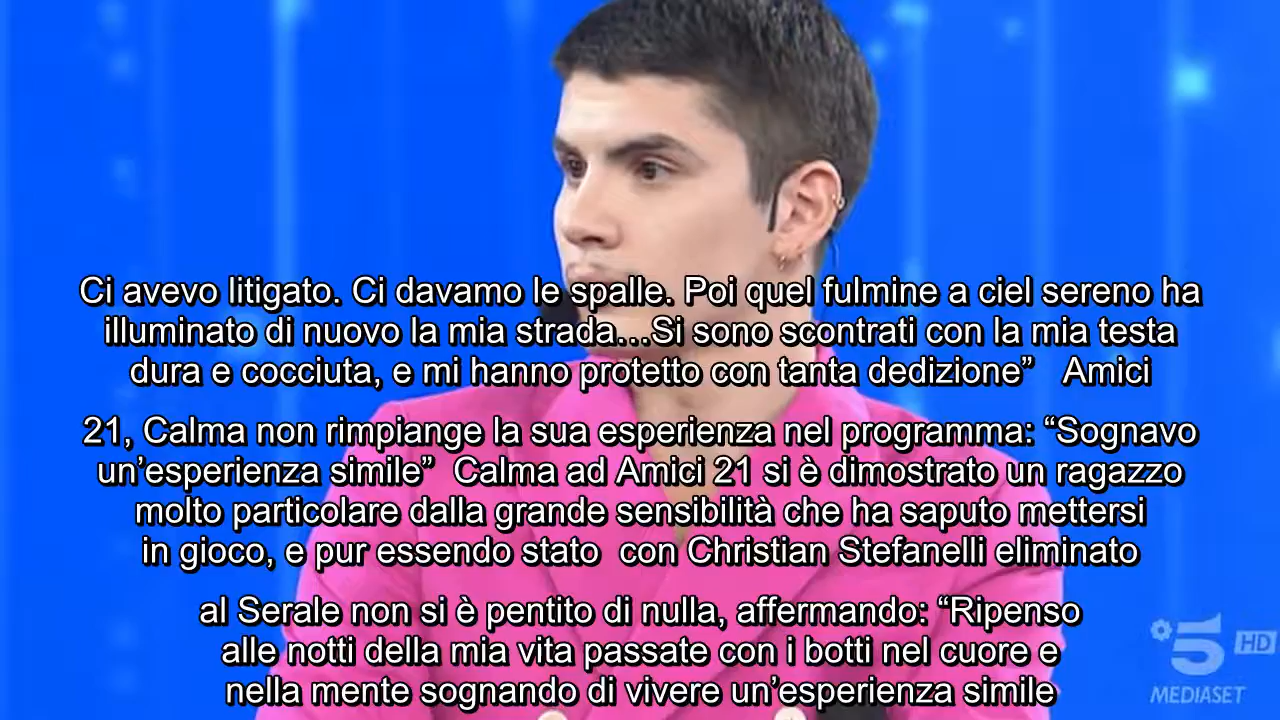 Ci avevo litigato. Ci davamo le spalle. Poi quel fulmine a ciel sereno ha
illuminato di nuovo la mia strada…Si sono scontrati con la mia testa
dura e cocciuta, e mi hanno protetto con tanta dedizione”   Amici
21, Calma non rimpiange la sua esperienza nel programma: “Sognavo
un’esperienza simile”  Calma ad Amici 21 si è dimostrato un ragazzo
molto particolare dalla grande sensibilità che ha saputo mettersi
in gioco, e pur essendo stato  con Christian Stefanelli eliminato
al Serale non si è pentito di nulla, affermando: “Ripenso
alle notti della mia vita passate con i botti nel cuore e
nella mente sognando di vivere un’esperienza simile
5 HD
MEDIASET